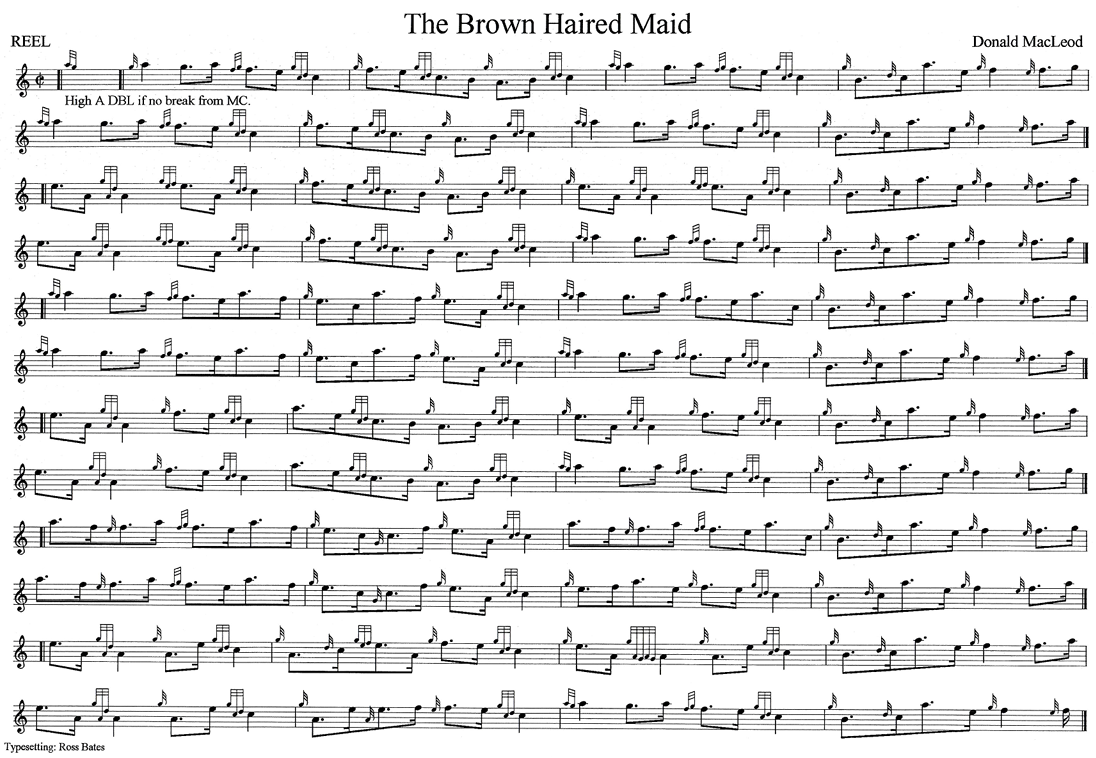 The Brown Haired Maid
REEL
Donald MacLeod
High A DBL if no break from MC.
Typesetting: Ross Bates